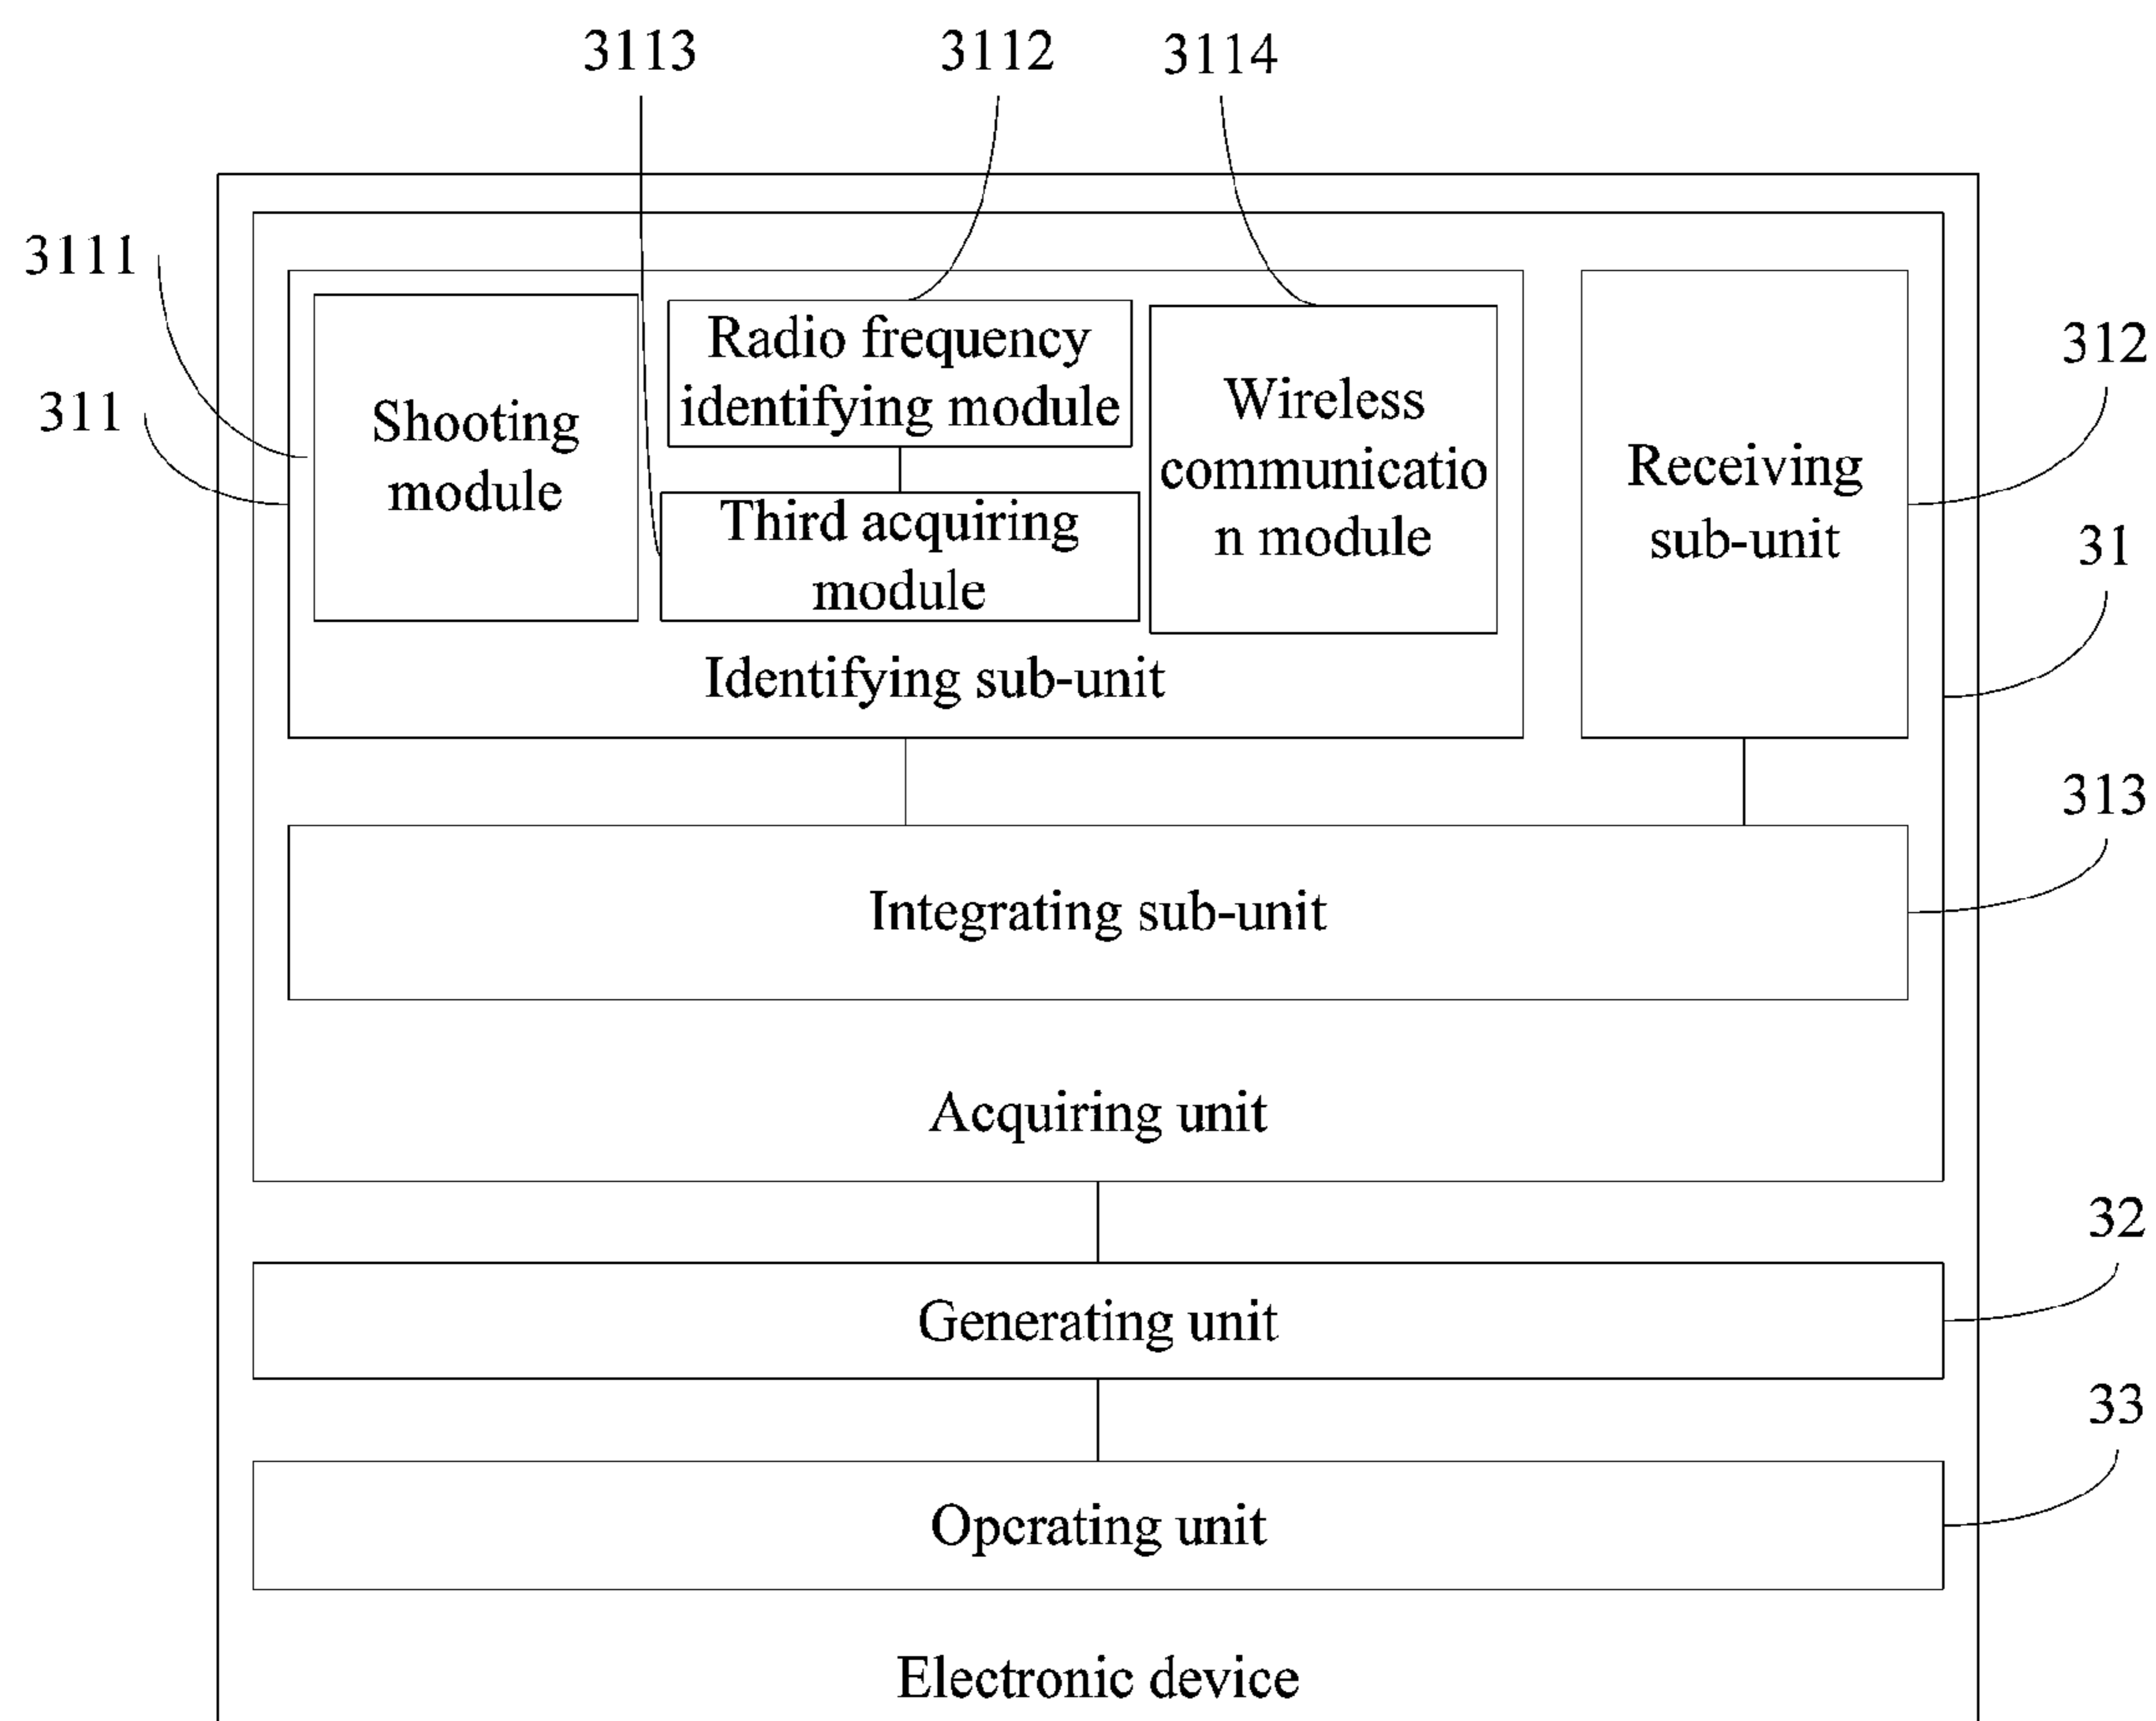 3113
3112
3114
3111
311
312
31
313
32
33
Shooting
module
Radio frequency
identifying module
Third acquiring
module
Wireless
communicatio
n module
Receiving
sub-unit
Identifying sub-unit
Integrating sub-unit
Acquiring unit
Generating unit
Operating unit
Electronic device